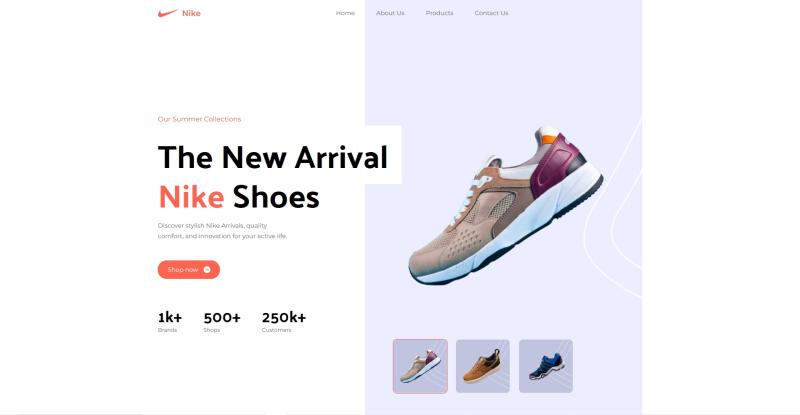 Nike
Home
About Us
Products
Contact Us
Our Summer Collections
The New Arrival
Nike Shoes
Discover stylish Nike Arrivals, quality
comfort, and innovation for your active life.
Shop now
1k+
Brands
500+
Shops
250k+
Customers